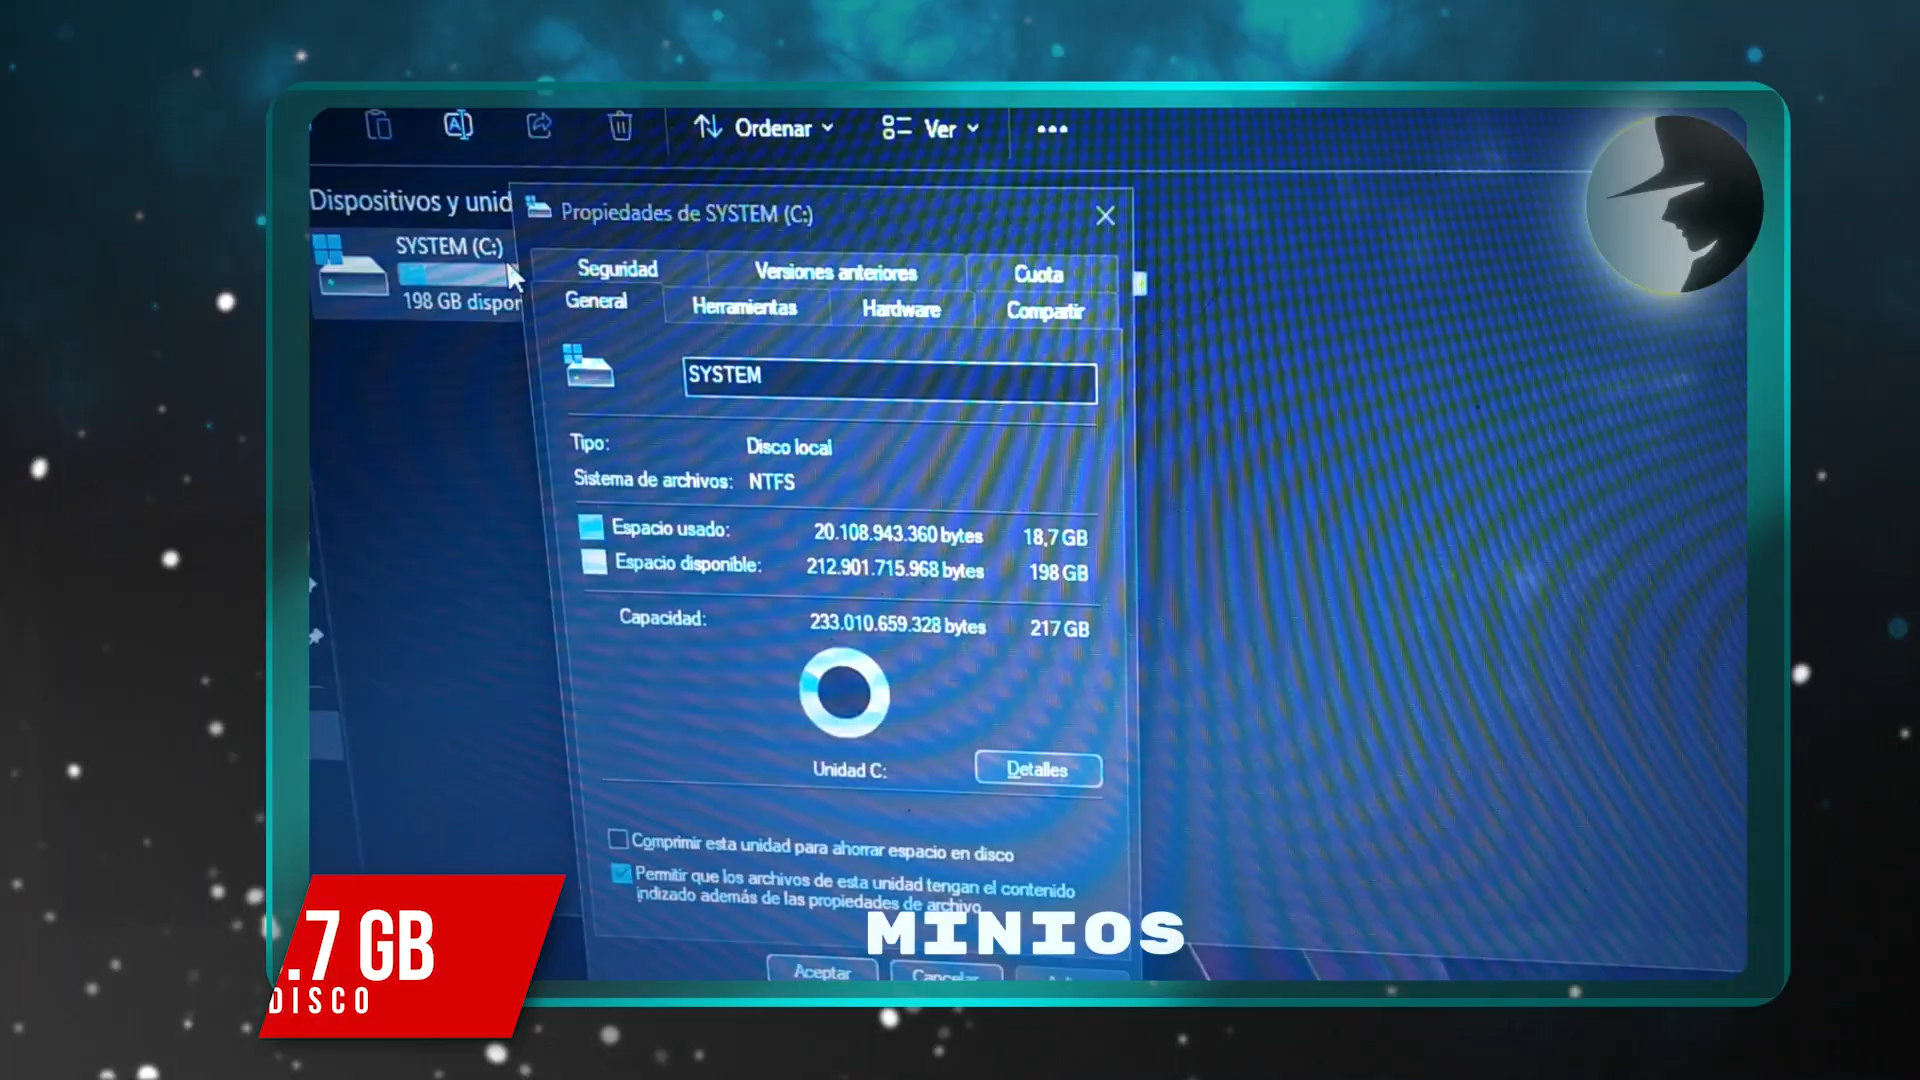 Ordenar
Ver
Dispositivos y unid
Propiedades de SYSTEM (C:)
SYSTEM (C:)
198 GB dispor
Seguridad
Versiones anteriores
Cuota
General
Herramientas
Hardware
Compartir
SYSTEM
Tipo: Disco local
Sistema de archivos: NTFS
Espacio usado: 20.108.943.360 bytes 18,7 GB
Espacio disponible: 212.901.715.968 bytes 198 GB
Capacidad: 233.010.659.328 bytes 217 GB
Unidad C:
Detalles
Comprimir esta unidad para ahorrar espacio en disco
Permitir que los archivos de esta unidad tengan el contenido
indizado además de las propiedades de archivo
MINIOS
Aceptar
Cancelar
.7 GB
DISCO